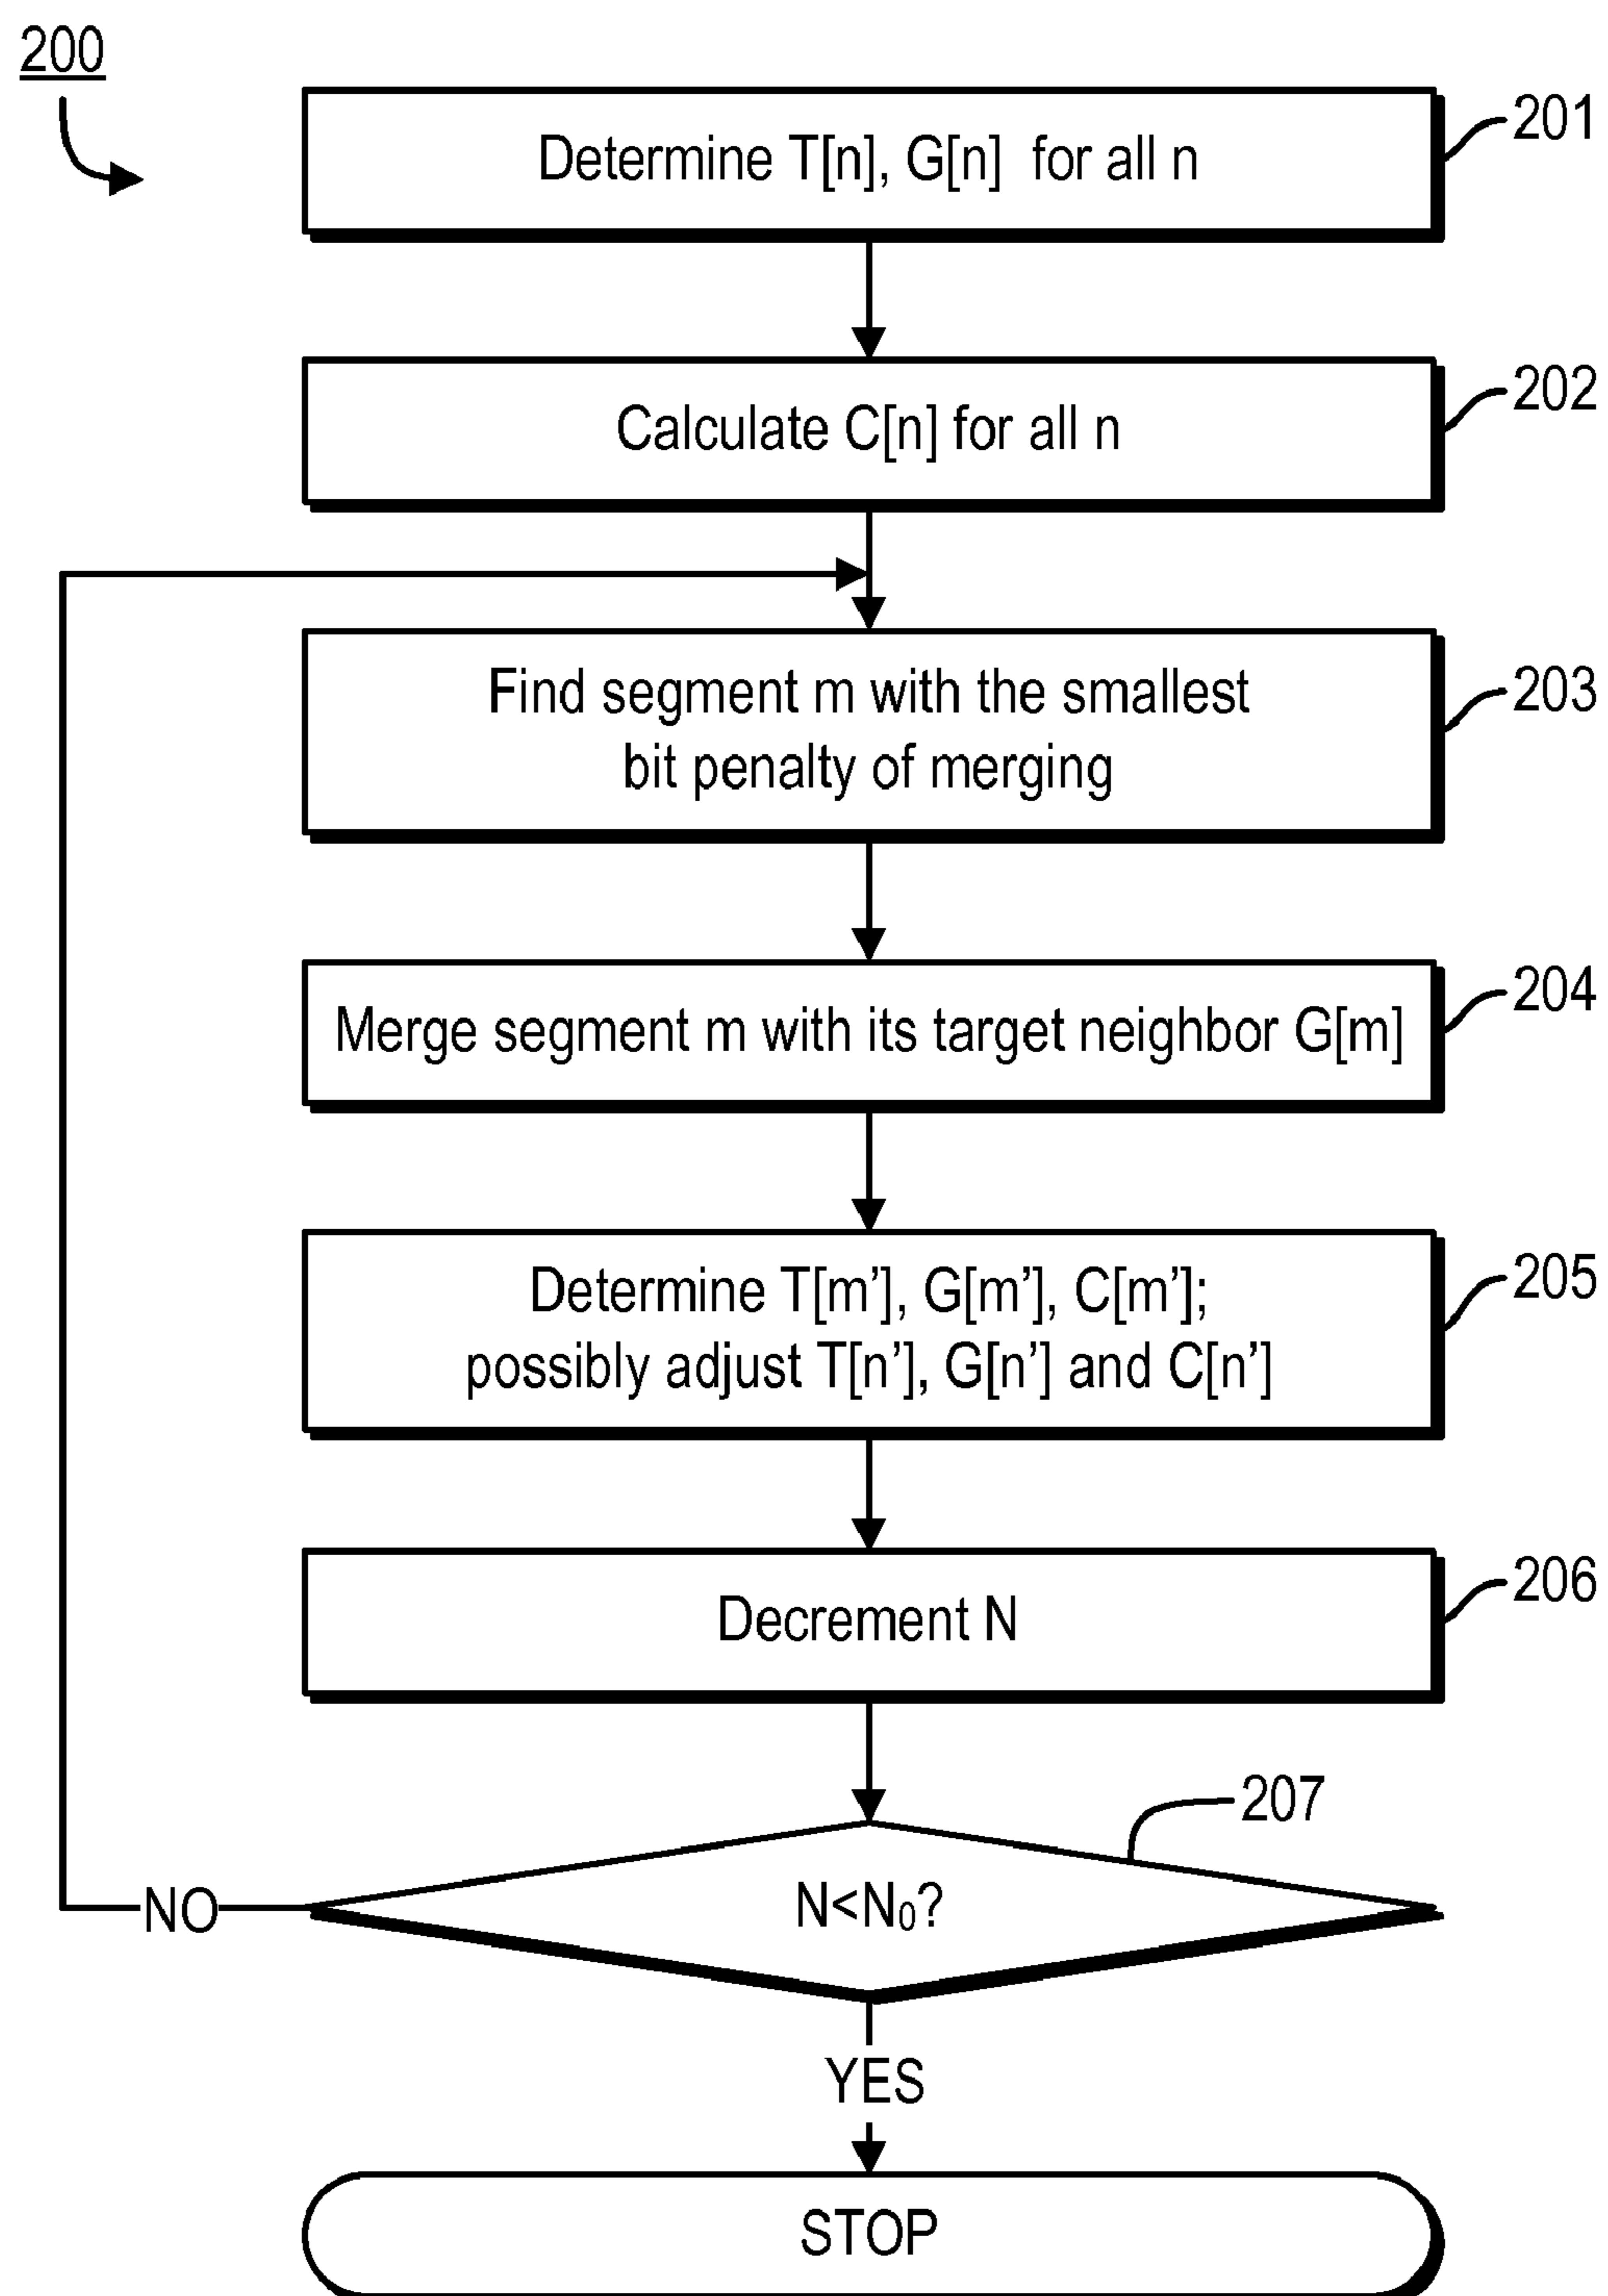 200
Determine T[n], G[n] for all n
201
Calculate C[n] for all n
202
Find segment m with the smallest
bit penalty of merging
203
Merge segment m with its target neighbor G[m]
204
Determine T[m’], G[m’], C[m’];
possibly adjust T[n’], G[n’] and C[n’]
205
Decrement N
206
207
N<N₀?
NO
YES
STOP